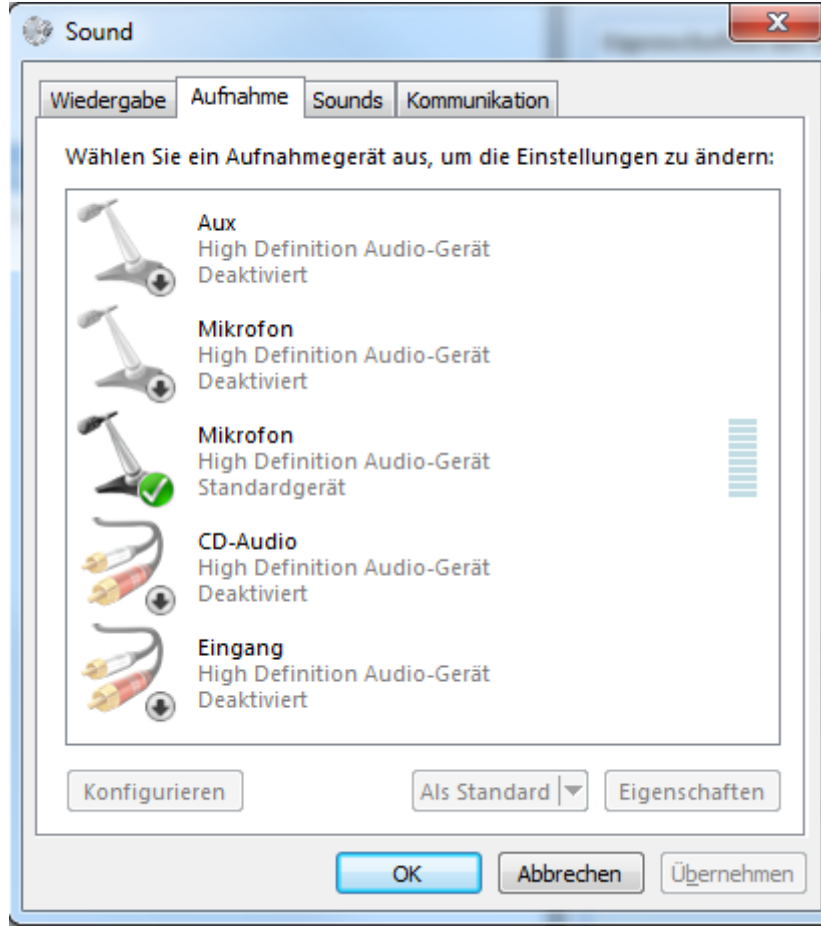 Sound
Wiedergabe Aufnahme Sounds Kommunikation
Wählen Sie ein Aufnahmegerät aus, um die Einstellungen zu ändern:
Aux
High Definition Audio-Gerät
Deaktiviert
Mikrofon
High Definition Audio-Gerät
Deaktiviert
Mikrofon
High Definition Audio-Gerät
Standardgerät
CD-Audio
High Definition Audio-Gerät
Deaktiviert
Eingang
High Definition Audio-Gerät
Deaktiviert
Konfigurieren Als Standard Eigenschaften
OK Abbrechen Übernehmen